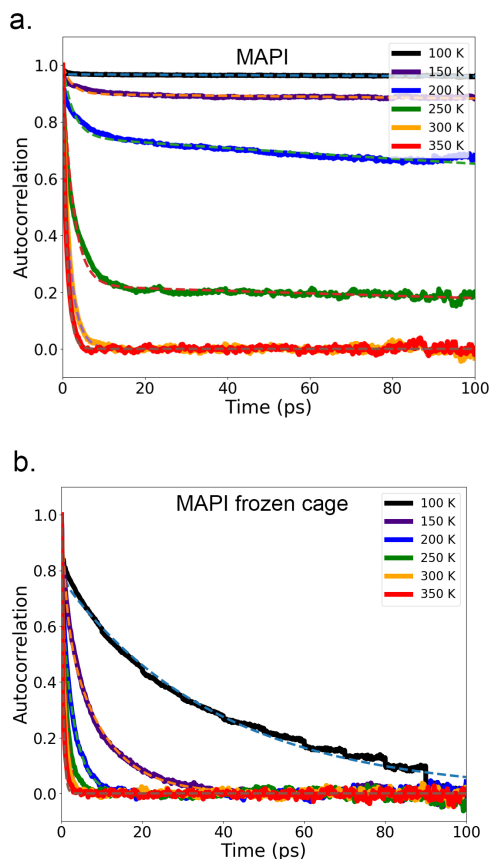 a.
MAPI
100 K
150 K
200 K
250 K
300 K
350 K
Autocorrelation
1.0
0.8
0.6
0.4
0.2
0.0
0 20 40 60 80 100
Time (ps)
b.
MAPI frozen cage
100 K
150 K
200 K
250 K
300 K
350 K
Autocorrelation
1.0
0.8
0.6
0.4
0.2
0.0
0 20 40 60 80 100
Time (ps)